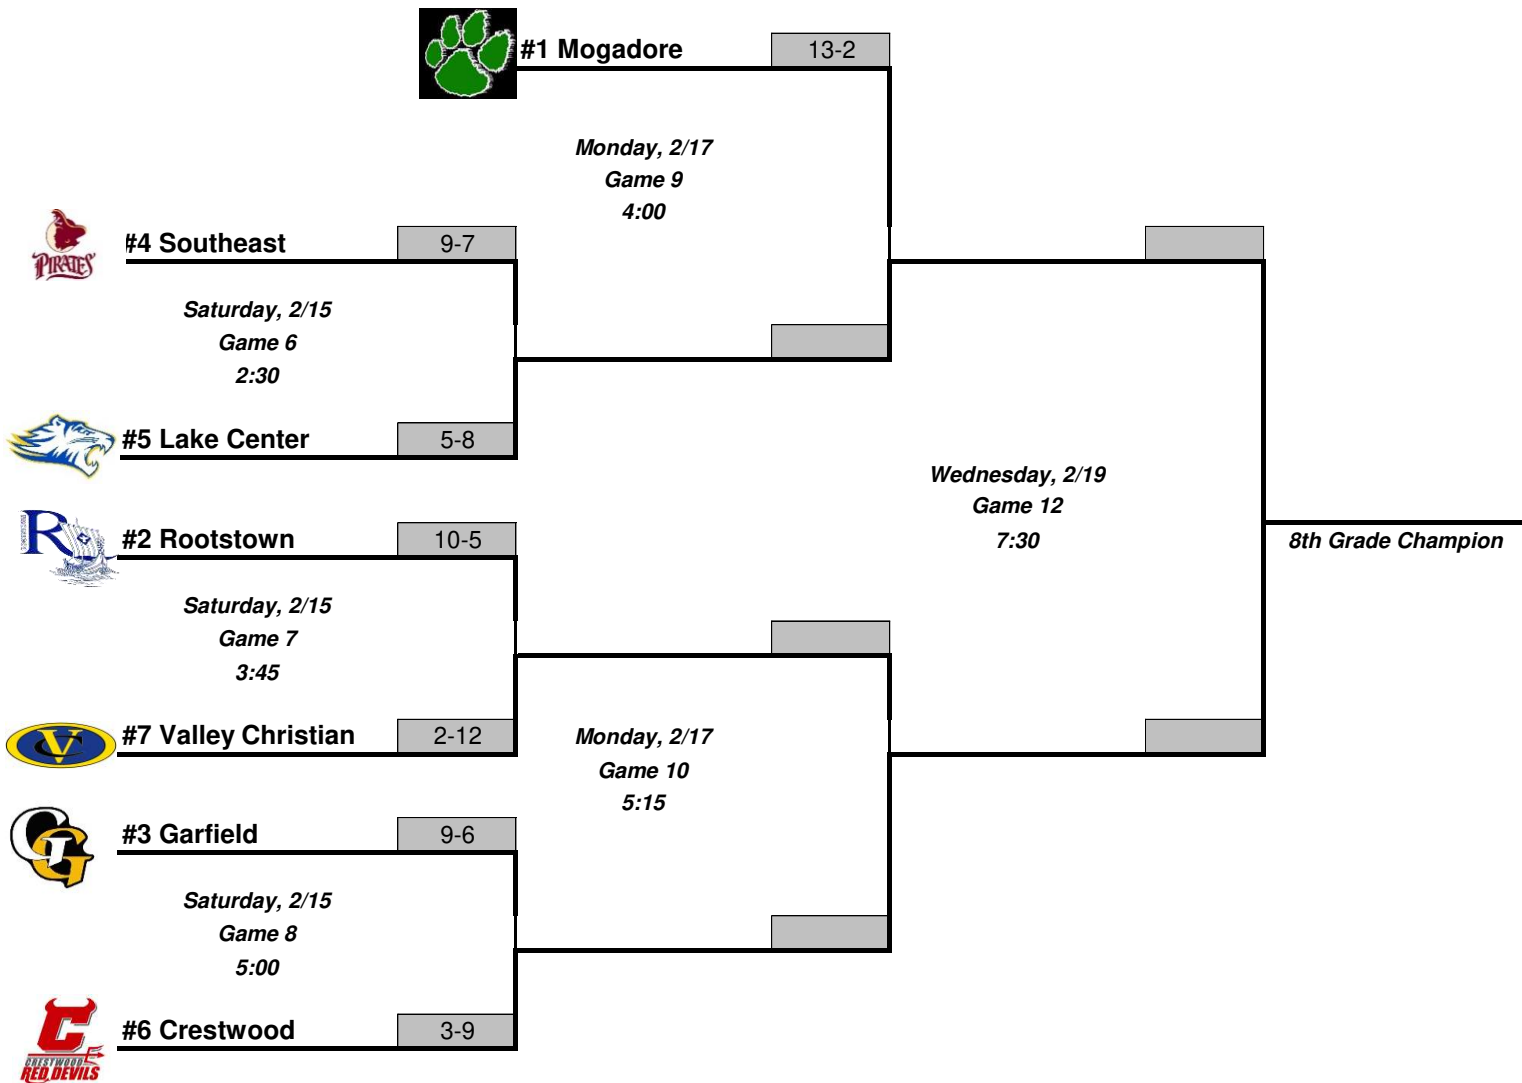 #1 Mogadore 13-2
Monday, 2/17
Game 9
4:00
PIRATES
#4 Southeast 9-7
Saturday, 2/15
Game 6
2:30
#5 Lake Center 5-8
Wednesday, 2/19
Game 12
7:30
8th Grade Champion
R
#2 Rootstown 10-5
Saturday, 2/15
Game 7
3:45
VC
#7 Valley Christian 2-12
Monday, 2/17
Game 10
5:15
G G
#3 Garfield 9-6
Saturday, 2/15
Game 8
5:00
C
CRESTWOOD
RED DEVILS
#6 Crestwood 3-9